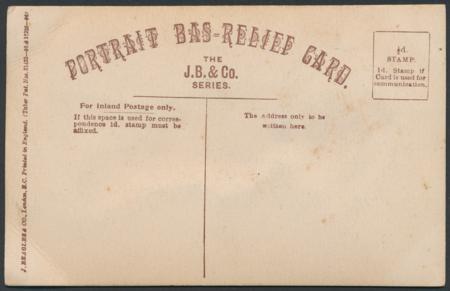 PORTRAIT BAS-RELIEF CARD.
THE
J.B. & Co.
SERIES.
½d.
STAMP.
1d. Stamp if
Card is used for
communication.
For Inland Postage only.
If this space is used for corres-
pondence 1d. stamp must be
affixed.
The address only to be
written here.
J. BEAGLES & CO., London, E.C. Printed in England.